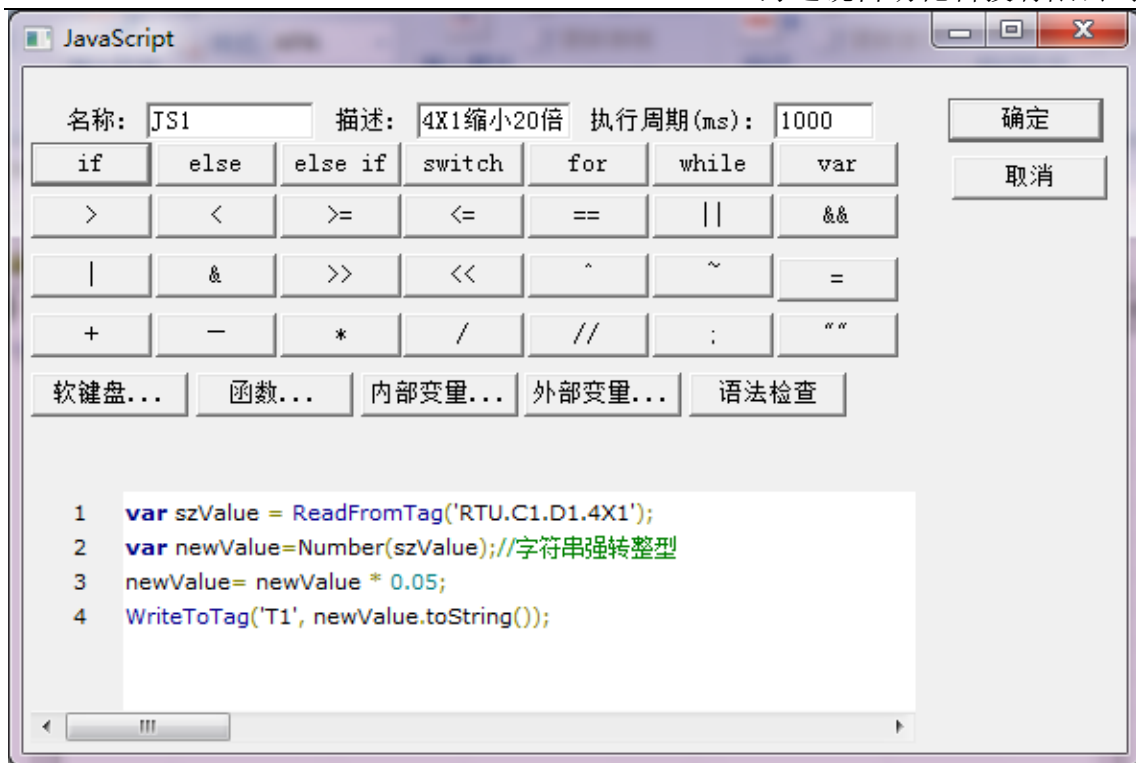 JavaScript
名称: JS1 描述: 4X1缩小20倍 执行周期(ms): 1000 确定
if else else if switch for while var 取消
> < >= <= == || &&
| & >> << ^ ~ =
+ — * / // ; ""
软键盘... 函数... 内部变量... 外部变量... 语法检查
1 var szValue = ReadFromTag('RTU.C1.D1.4X1');
2 var newValue=Number(szValue);//字符串强转整型
3 newValue= newValue * 0.05;
4 WriteToTag('T1', newValue.toString());